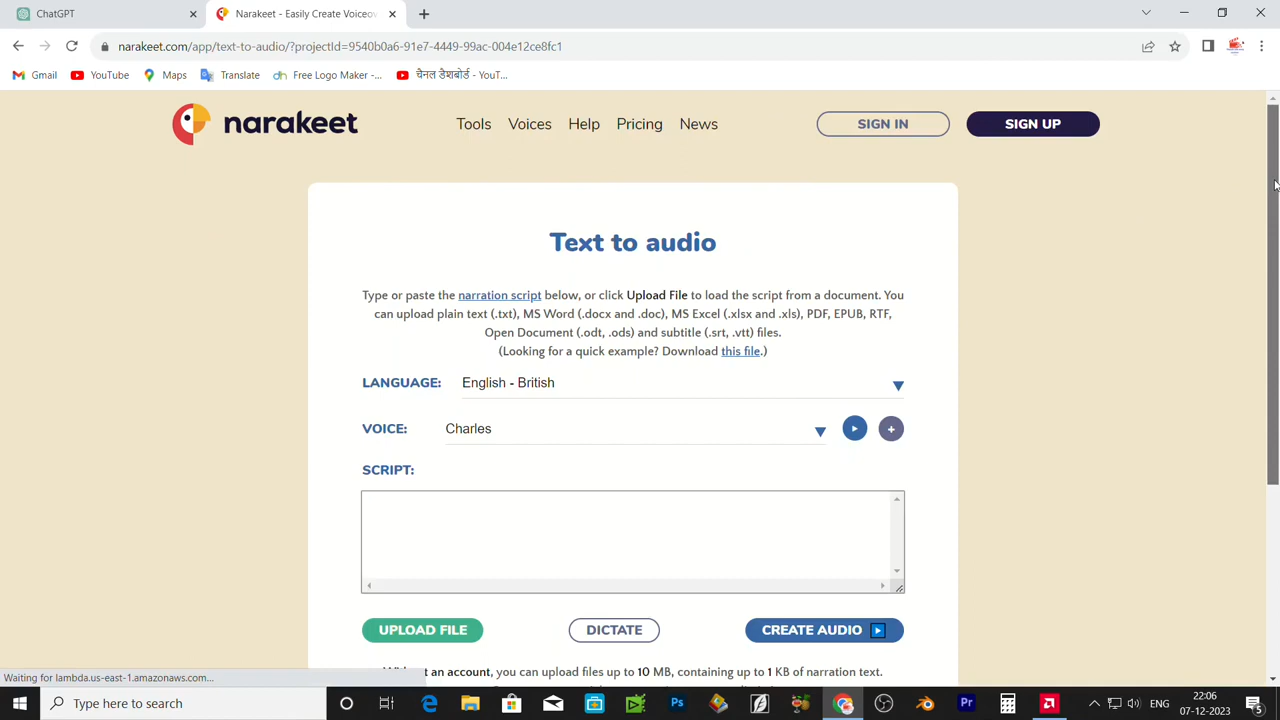 ChatGPT
Narakeet - Easily Create Voiceov
narakeet.com/app/text-to-audio/?projectId=9540b0a6-91e7-4449-99ac-004e12ce8fc1
Gmail YouTube Maps Translate Free Logo Maker -... चैनल डैशबोर्ड - YouT...
narakeet
Tools Voices Help Pricing News SIGN IN SIGN UP
Text to audio
Type or paste the narration script below, or click Upload File to load the script from a document. You
can upload plain text (.txt), MS Word (.docx and .doc), MS Excel (.xlsx and .xls), PDF, EPUB, RTF,
Open Document (.odt, .ods) and subtitle (.srt, .vtt) files.
(Looking for a quick example? Download this file.)
LANGUAGE: English - British
VOICE: Charles
SCRIPT:
UPLOAD FILE DICTATE CREATE AUDIO
an account, you can upload files up to 10 MB, containing up to 1 KB of narration text.
Waiting for lambda.us-east-1.amazonaws.com...
Type here to search
Ps
Pr
ENG
22:06
07-12-2023
5